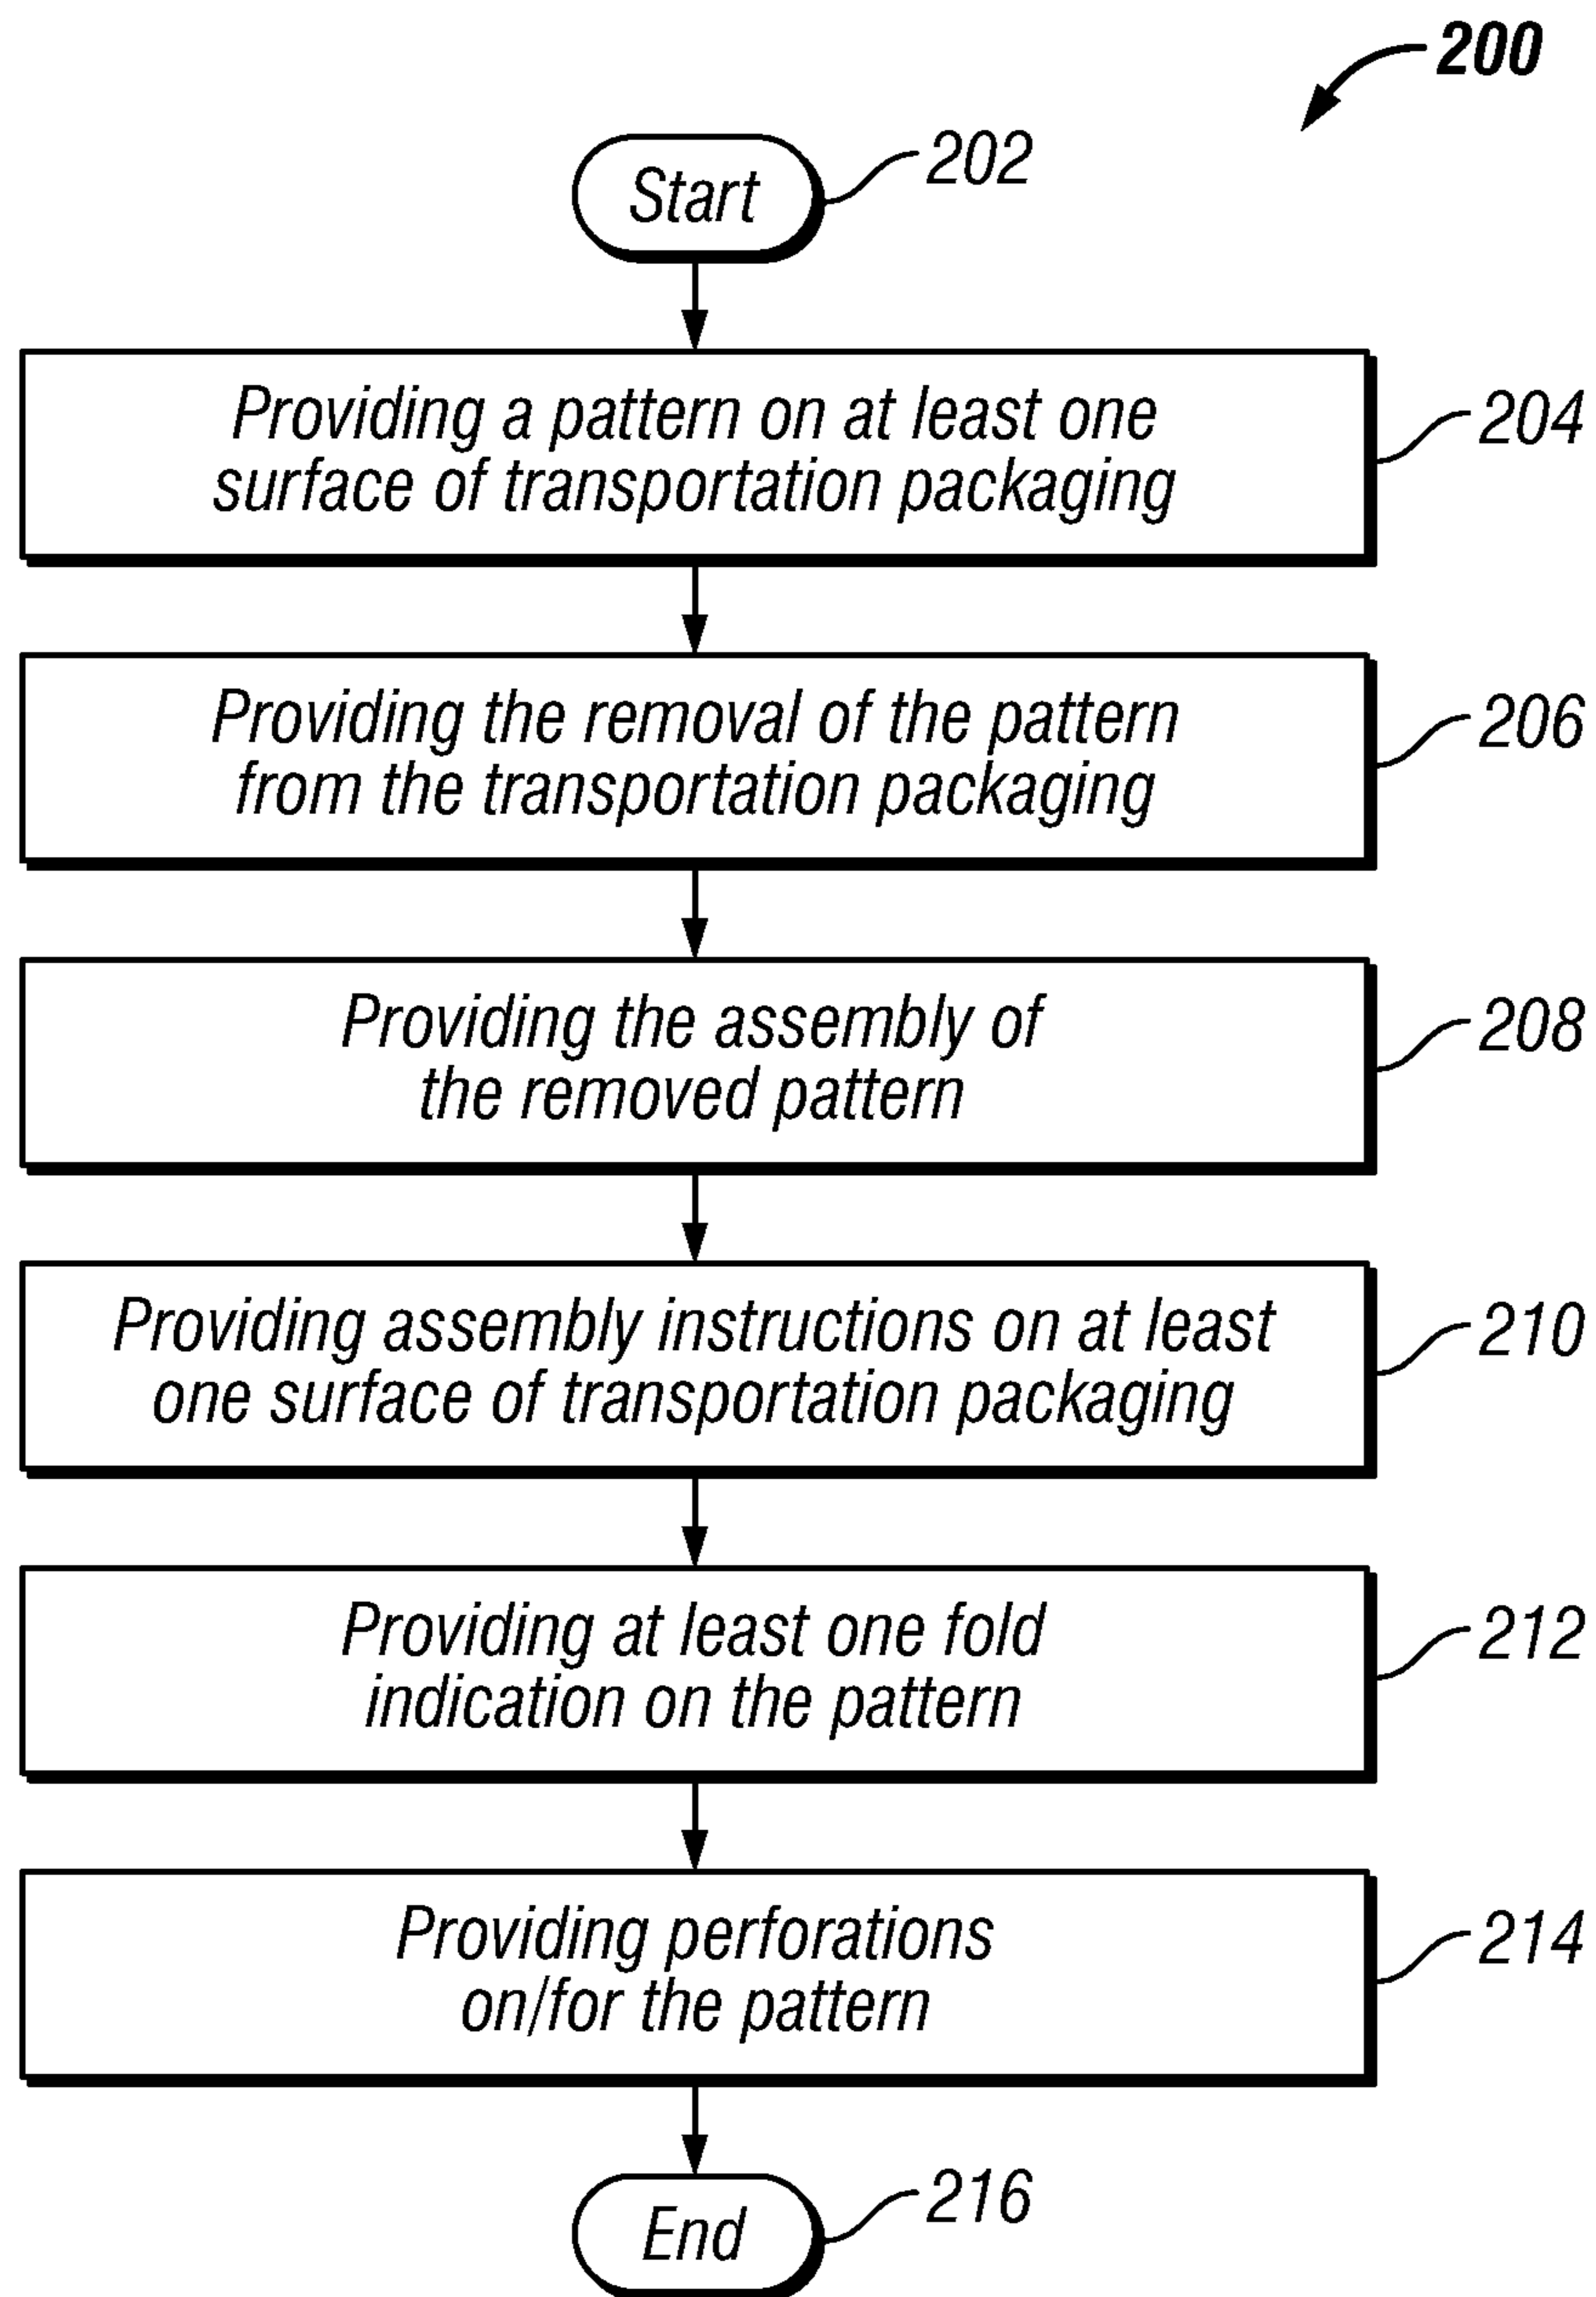 200
Start
202
Providing a pattern on at least one
surface of transportation packaging
204
Providing the removal of the pattern
from the transportation packaging
206
Providing the assembly of
the removed pattern
208
Providing assembly instructions on at least
one surface of transportation packaging
210
Providing at least one fold
indication on the pattern
212
Providing perforations
on/for the pattern
214
End
216